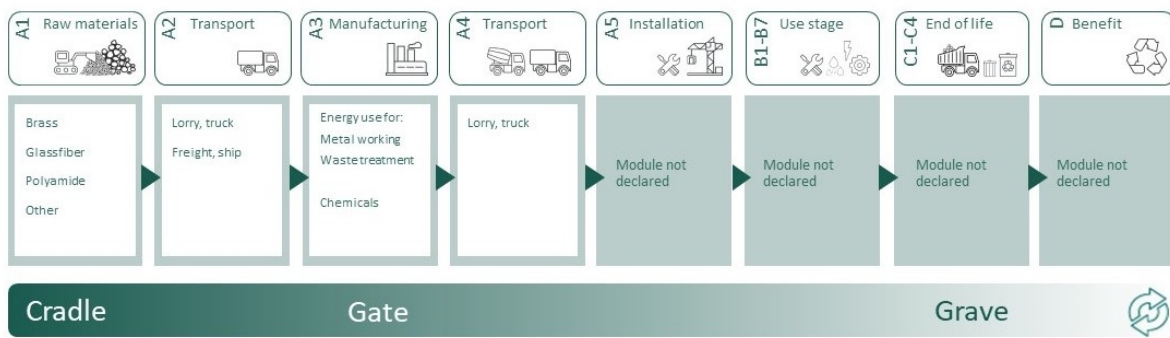 A1 Raw materials
A2 Transport
A3 Manufacturing
A4 Transport
A5 Installation
B1-B7 Use stage
C1-C4 End of life
D Benefit
Brass
Glassfiber
Polyamide
Other
Lorry, truck
Freight, ship
Energy use for:
Metal working
Waste treatment
Chemicals
Lorry, truck
Module not
declared
Module not
declared
Module not
declared
Module not
declared
Cradle
Gate
Grave